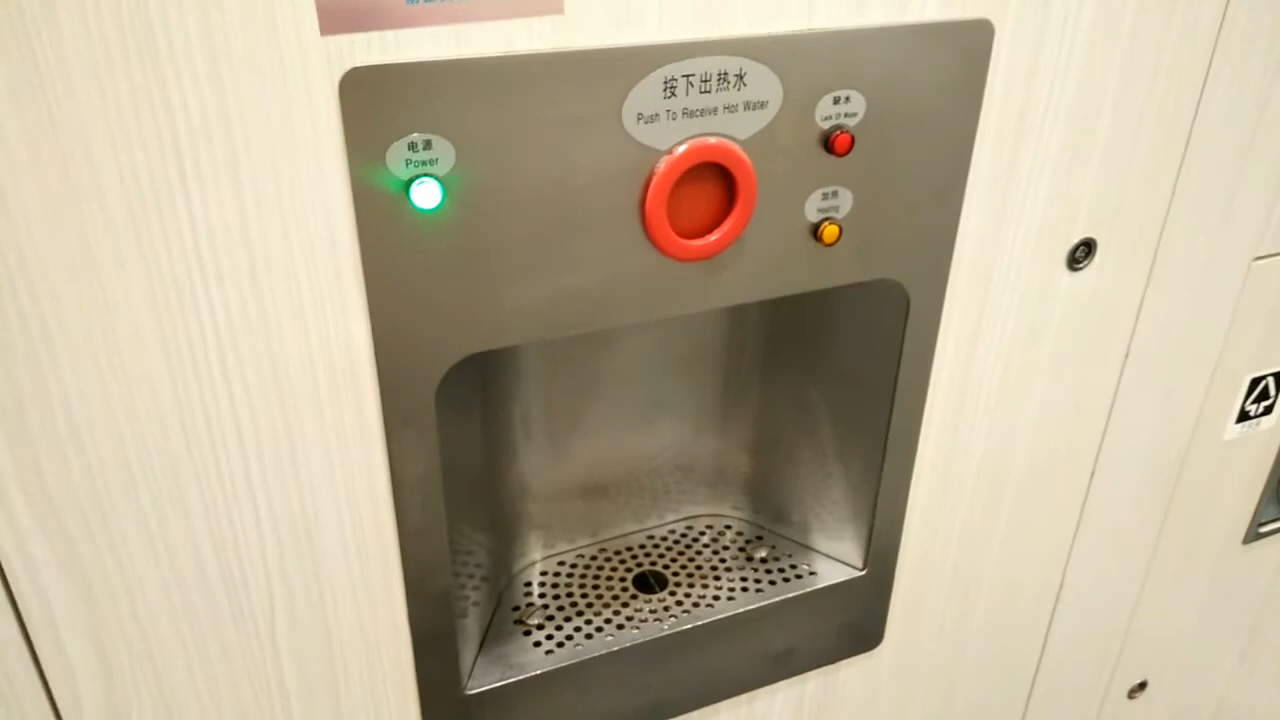 按下出热水
Push To Receive Hot Water
缺水
Lack Of Water
电源
Power
加热
Heating